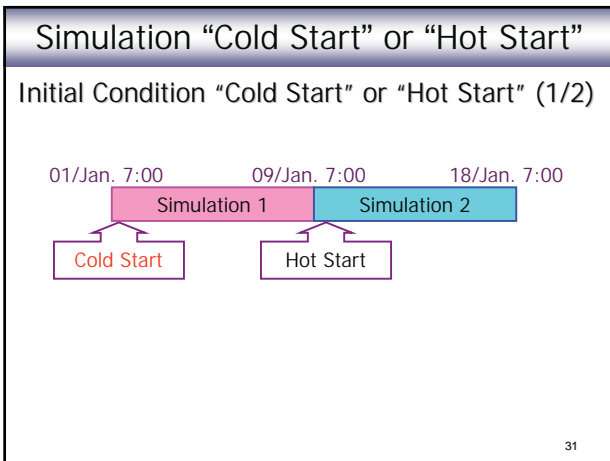 Simulation “Cold Start” or “Hot Start”
Initial Condition “Cold Start” or “Hot Start” (1/2)
01/Jan. 7:00 09/Jan. 7:00 18/Jan. 7:00
Simulation 1 Simulation 2
Cold Start Hot Start
31